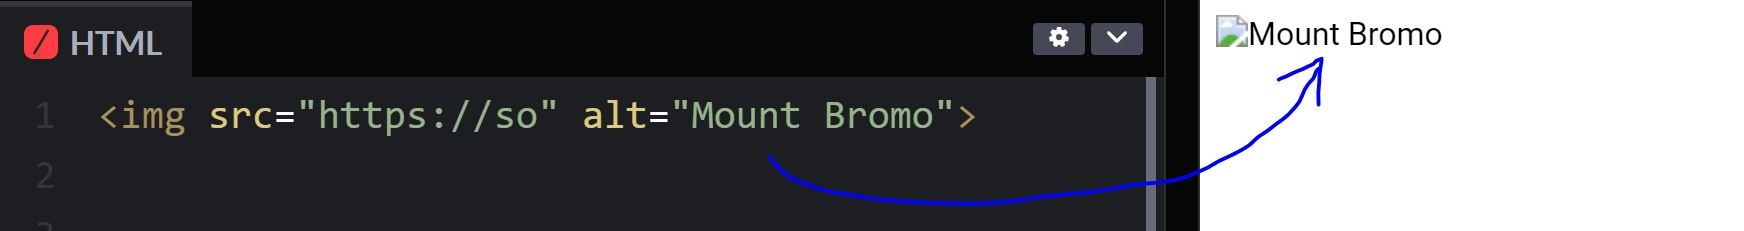 HTML
1 <img src="https://so" alt="Mount Bromo">
2
Mount Bromo